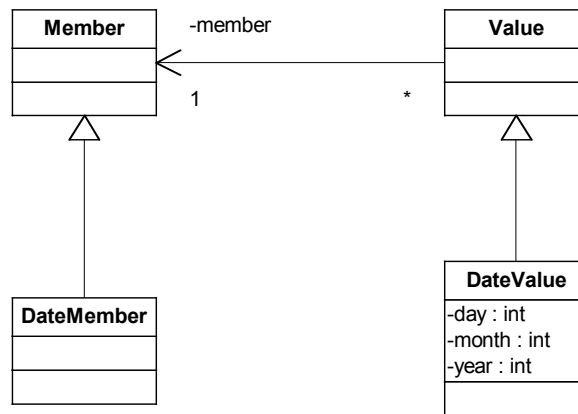 Member
-member
Value
1
*
DateMember
DateValue
-day : int
-month : int
-year : int